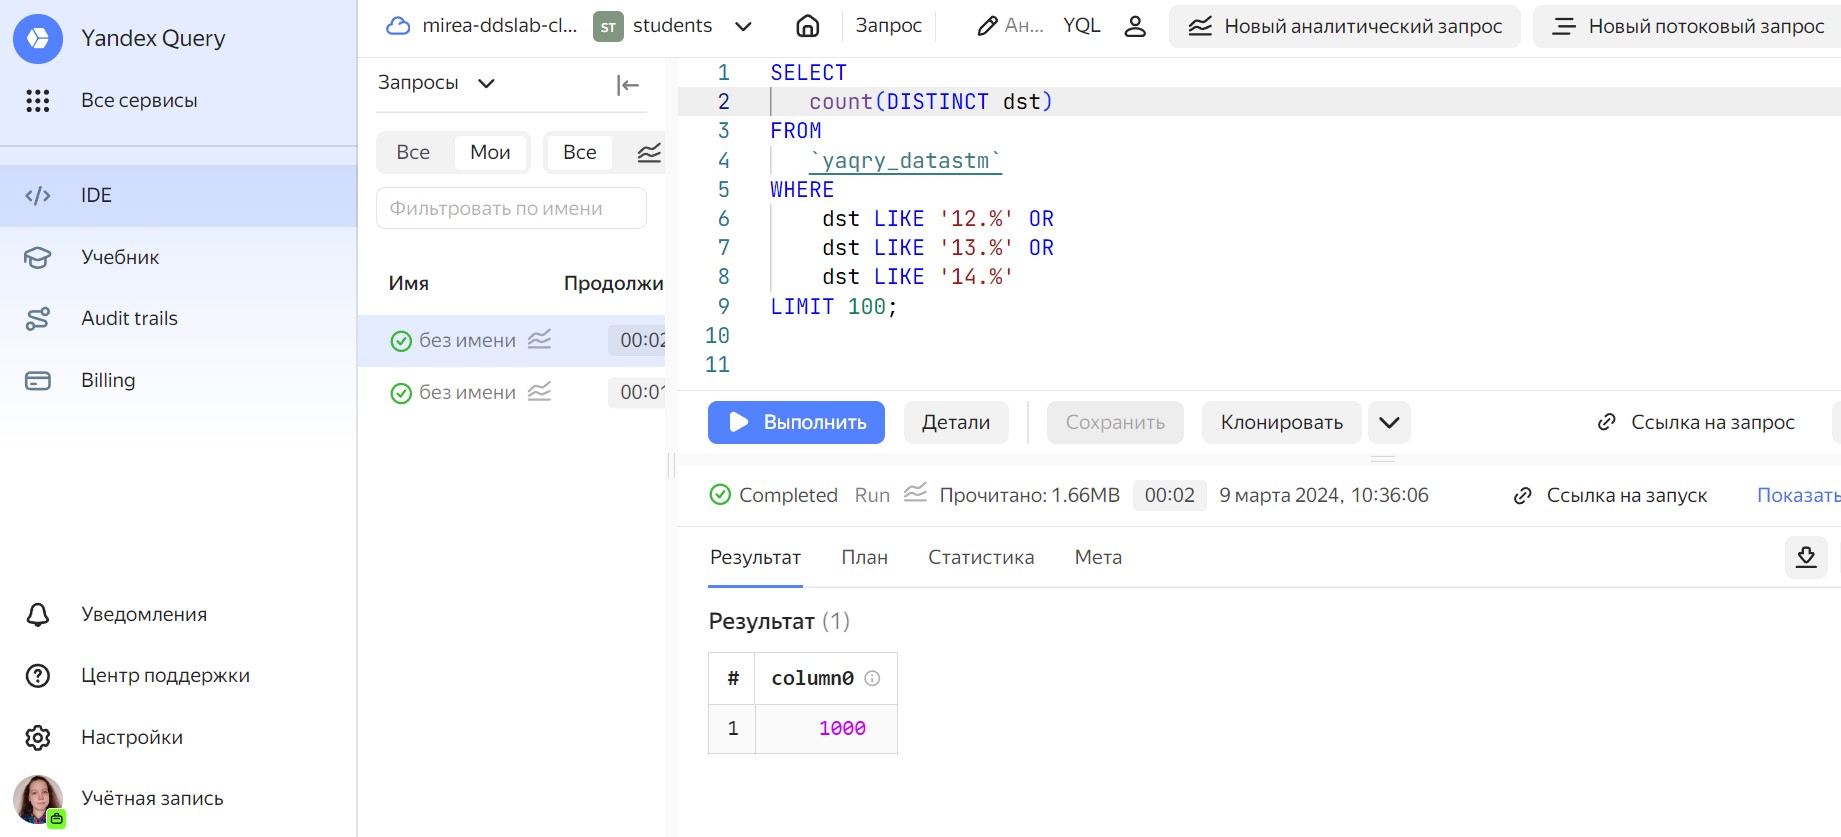 Yandex Query
Все сервисы
IDE
Учебник
Audit trails
Billing
Уведомления
Центр поддержки
Настройки
Учётная запись
mirea-ddslab-cl... ST students Запрос Ан... YQL Новый аналитический запрос Новый потоковый запрос
Запросы
Все Мои Все
Фильтровать по имени
Имя Продолжи
без имени 00:02
без имени 00:01
1 SELECT
2 count(DISTINCT dst)
3 FROM
4 `yaqry_datastm`
5 WHERE
6 dst LIKE '12.%' OR
7 dst LIKE '13.%' OR
8 dst LIKE '14.%'
9 LIMIT 100;
10
11
Выполнить Детали Сохранить Клонировать Ссылка на запрос
Completed Run Прочитано: 1.66MB 00:02 9 марта 2024, 10:36:06 Ссылка на запуск Показать
Результат План Статистика Мета
Результат (1)
# column0
1 1000